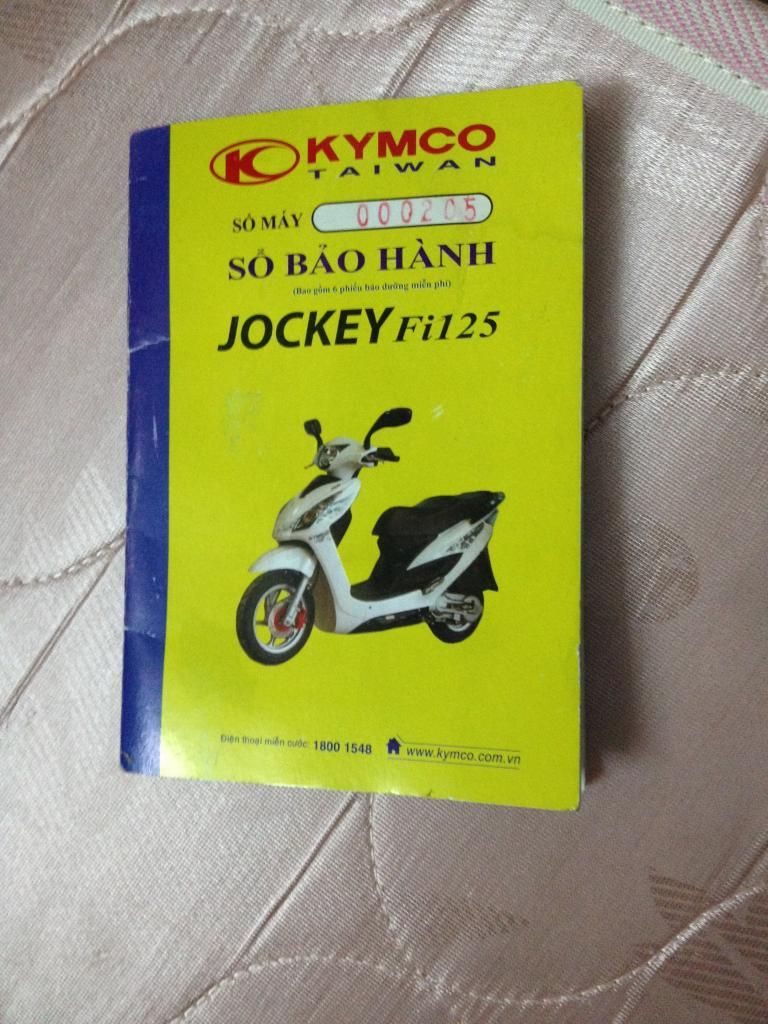 KYMCO
TAIWAN
SỐ MÁY 000205
SỔ BẢO HÀNH
(Bao gồm 6 phiếu bảo dưỡng miễn phí)
JOCKEY Fi125
Điện thoại miễn cước: 1800 1548
www.kymco.com.vn